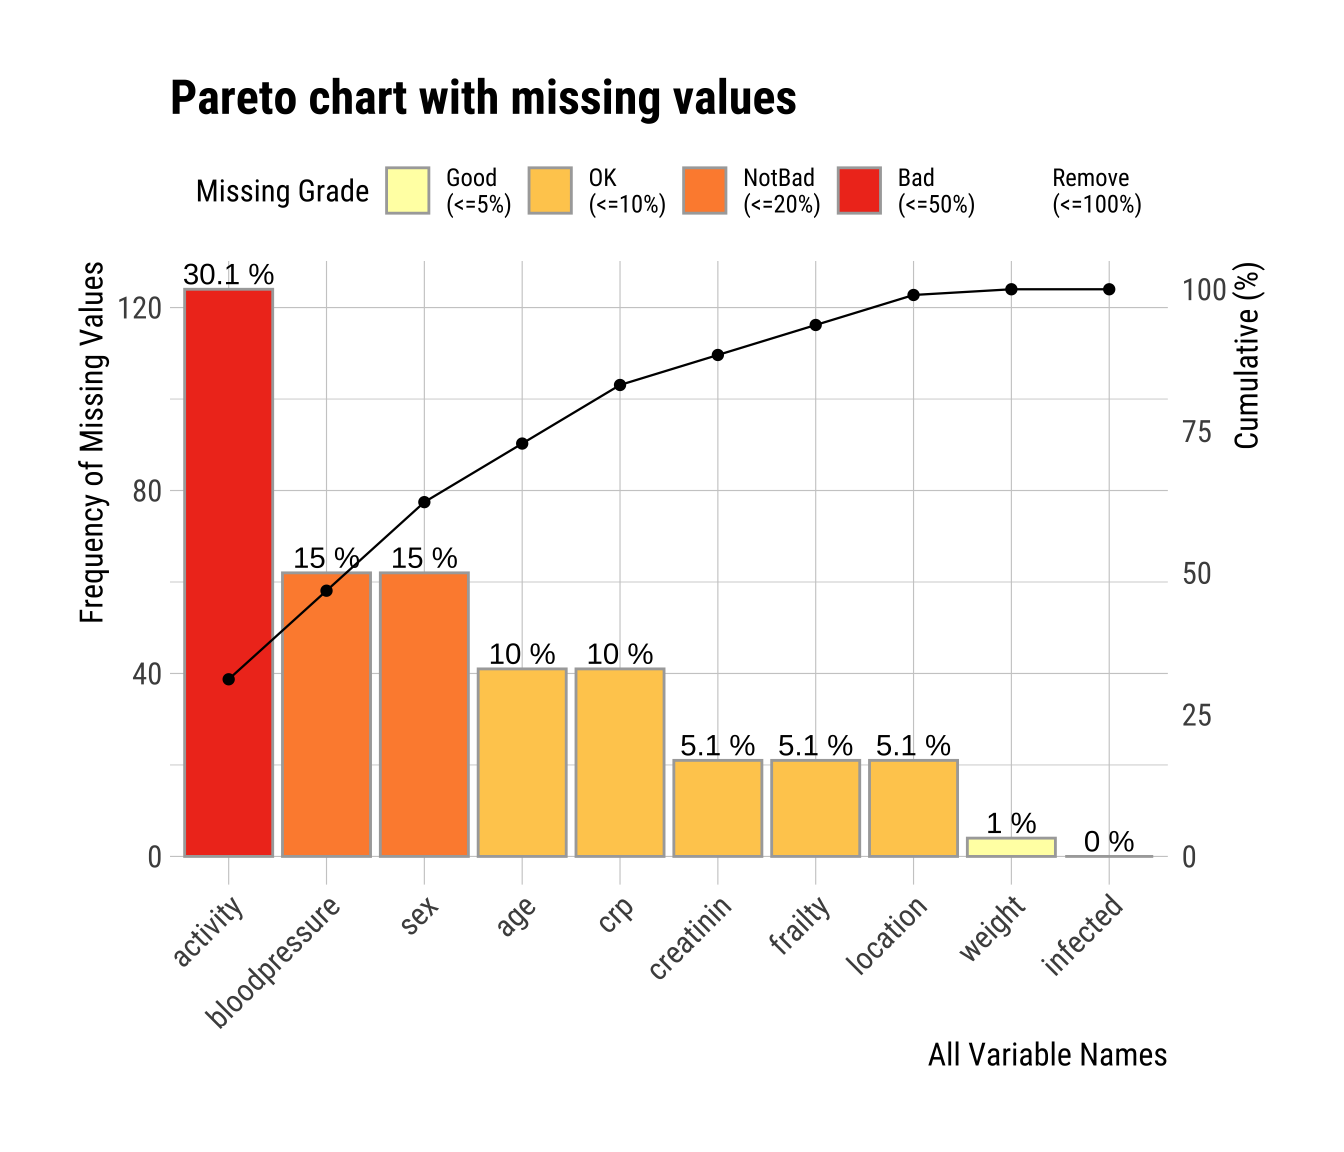 Pareto chart with missing values
Missing Grade
Good
(<=5%)
OK
(<=10%)
NotBad
(<=20%)
Bad
(<=50%)
Remove
(<=100%)
Frequency of Missing Values
120
80
40
0
30.1 %
15 %
15 %
10 %
10 %
5.1 %
5.1 %
5.1 %
1 %
0 %
100
75
50
25
0
Cumulative (%)
activity
bloodpressure
sex
age
crp
creatinin
frailty
location
weight
infected
All Variable Names